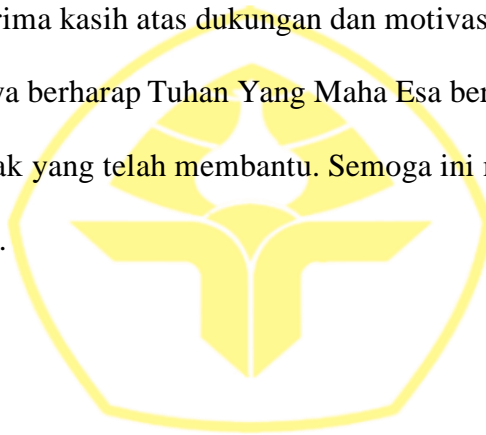 rima kasih atas dukungan dan motivas
a berharap Tuhan Yang Maha Esa ber
ak yang telah membantu. Semoga ini
.